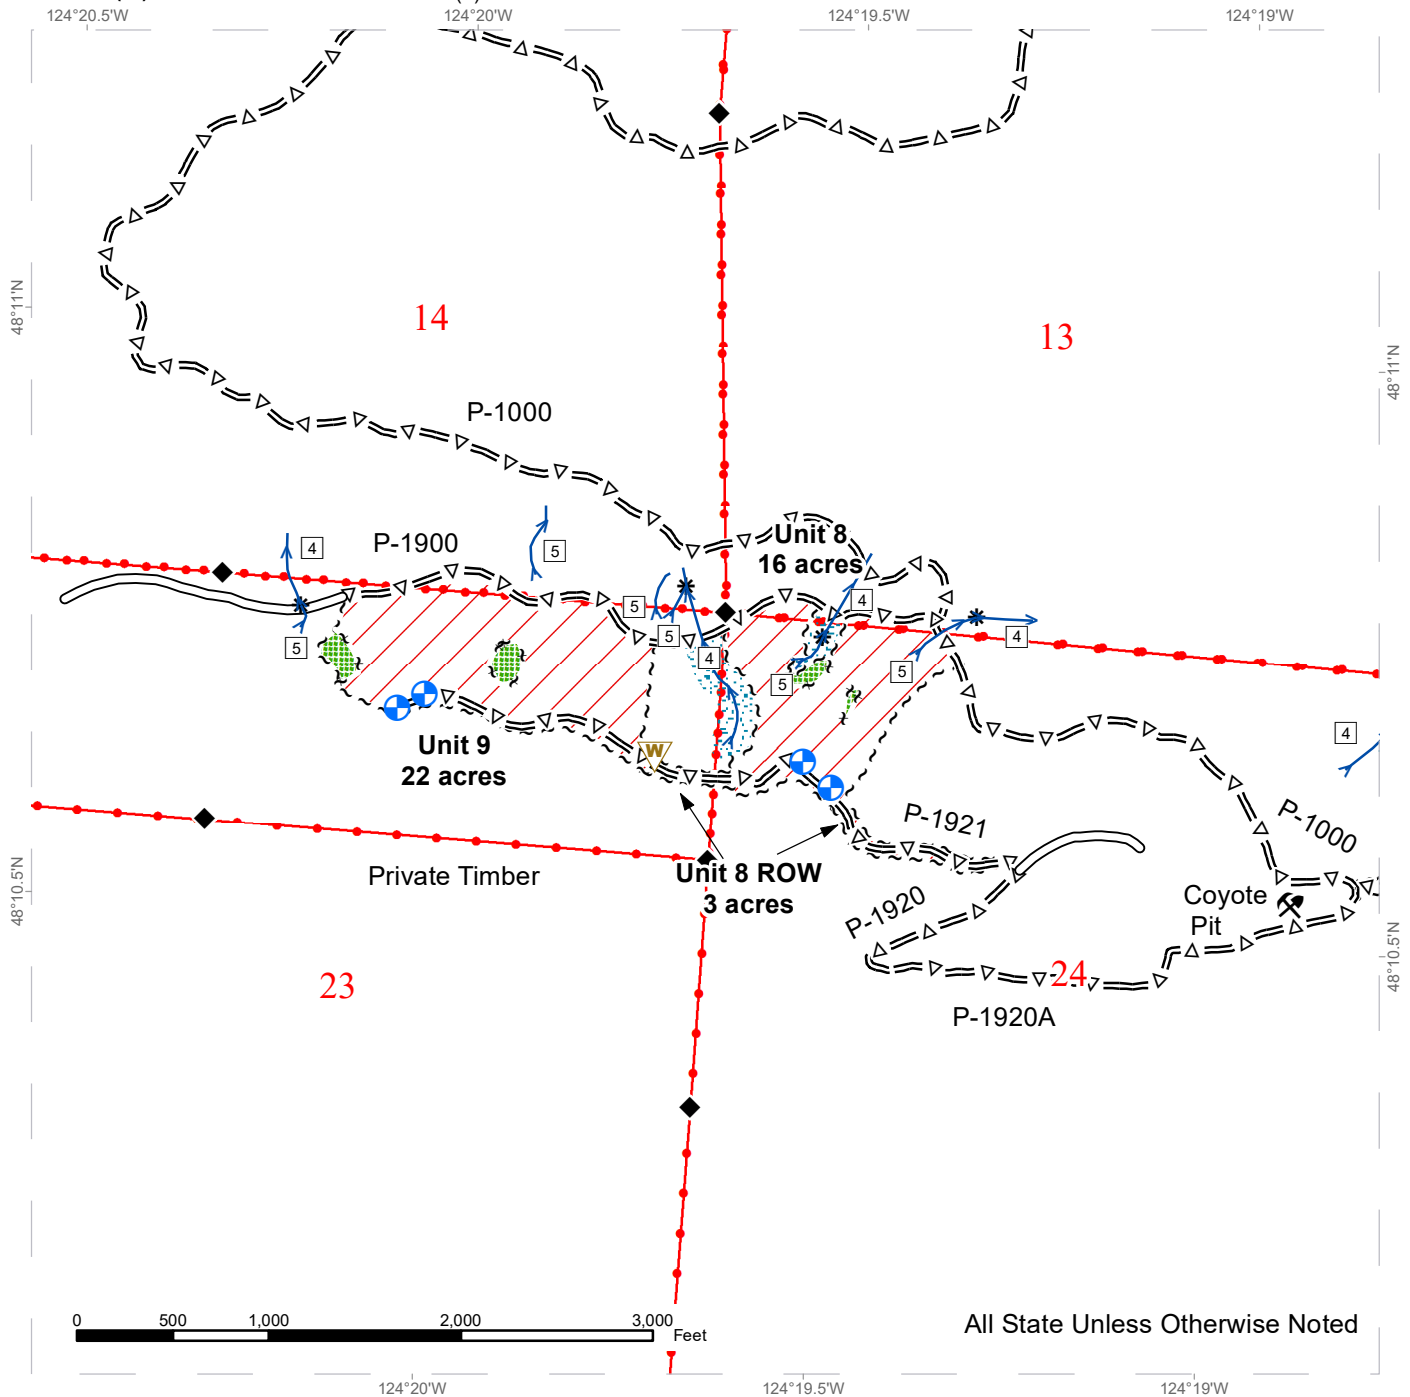 124°20.5'W
124°20'W
124°19.5'W
124°19'W
48°11'N
48°11'N
14
13
P-1000
P-1900
Unit 8
16 acres
4
5
5
4
5
5
4
5
5
4
4
Unit 9
22 acres
W
P-1921
P-1000
Private Timber
Unit 8 ROW
3 acres
P-1920
Coyote
Pit
48°10.5'N
48°10.5'N
23
24
P-1920A
0
500
1,000
2,000
3,000
Feet
All State Unless Otherwise Noted
124°20'W
124°19.5'W
124°19'W